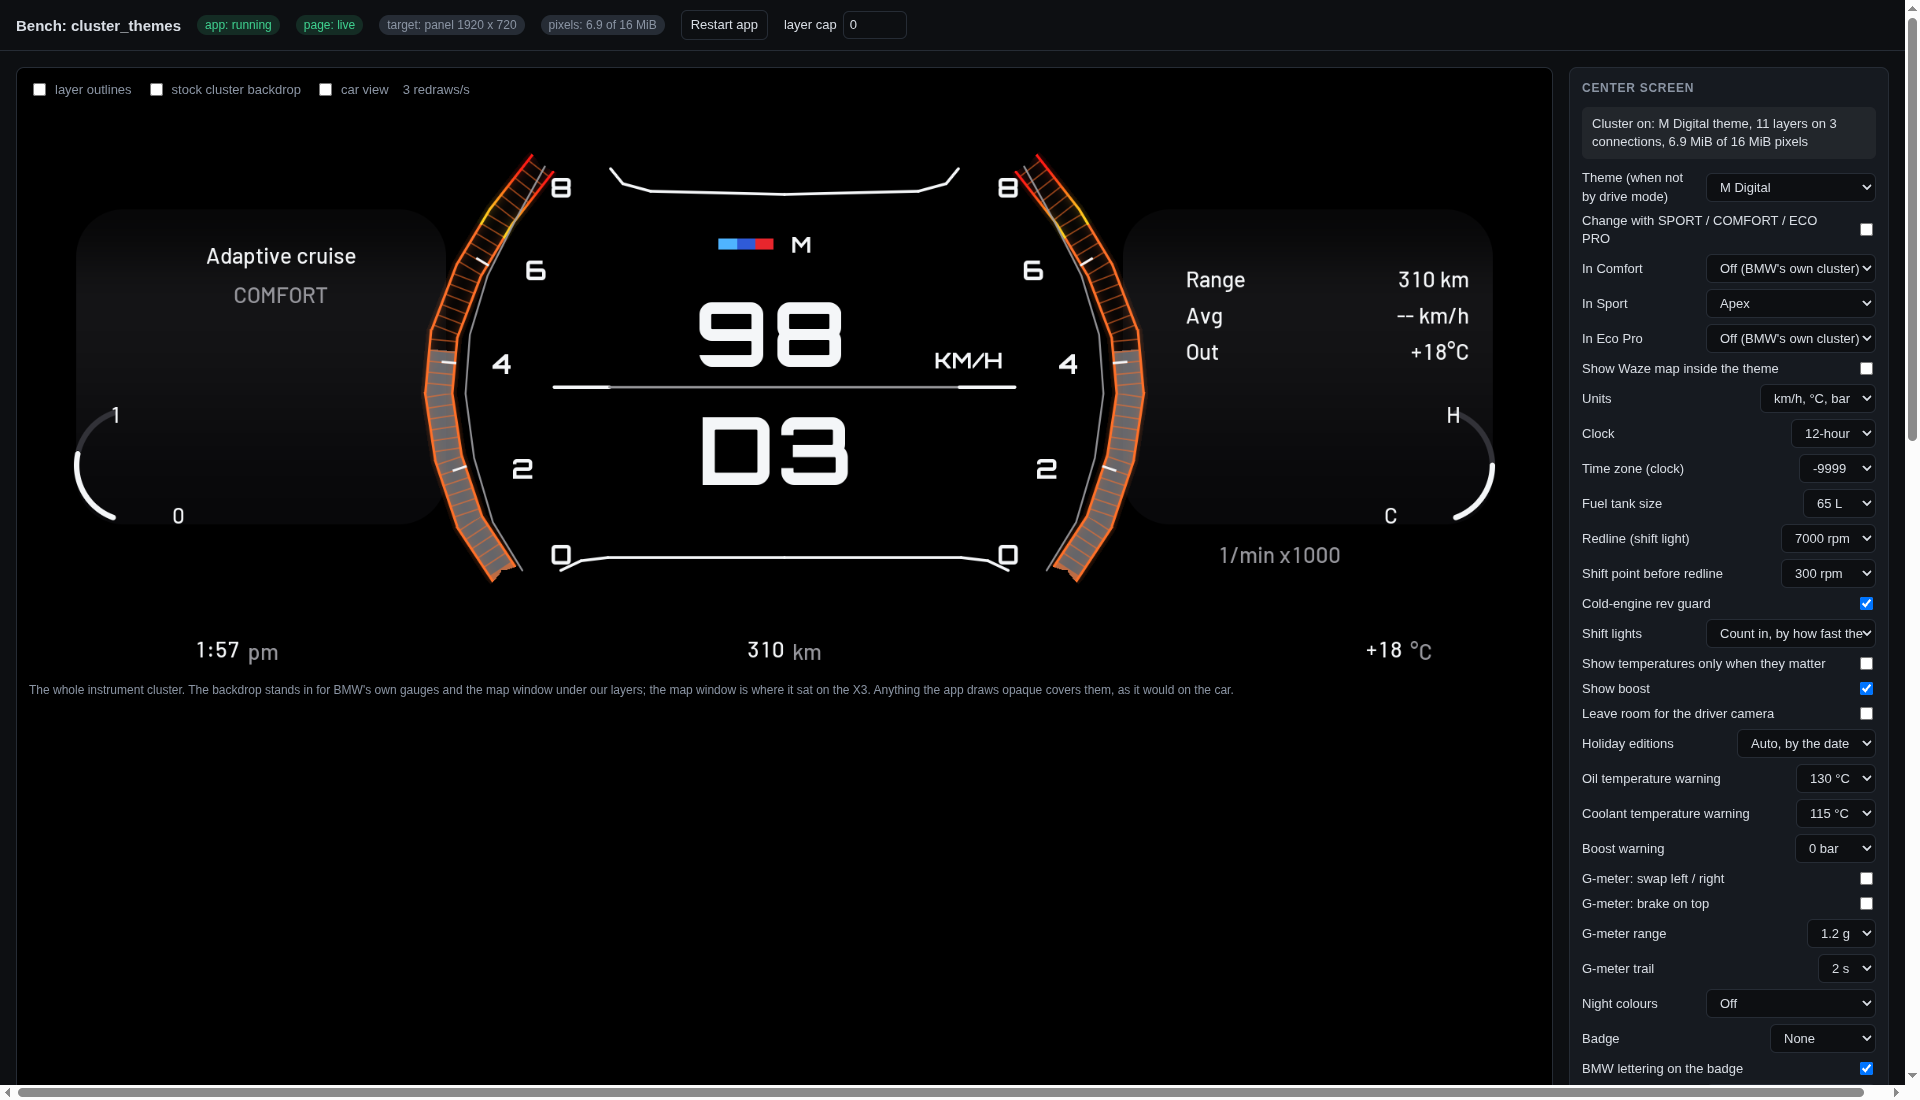 Bench: cluster_themes
app: running
page: live
target: panel 1920 x 720
pixels: 6.9 of 16 MiB
Restart app
layer cap
0
layer outlines
stock cluster backdrop
car view
3 redraws/s
8
8
M
Adaptive cruise
COMFORT
6
6
Range
310 km
98
Avg
-- km/h
KM/H
4
4
Out
+18°C
D3
1
H
2
2
0
C
0
0
1/min x1000
1:57 pm
310 km
+18 °C
The whole instrument cluster. The backdrop stands in for BMW's own gauges and the map window under our layers; the map window is where it sat on the X3. Anything the app draws opaque covers them, as it would on the car.
CENTER SCREEN
Cluster on: M Digital theme, 11 layers on 3
connections, 6.9 MiB of 16 MiB pixels
Theme (when not
by drive mode)
M Digital
Change with SPORT / COMFORT / ECO
PRO
In Comfort
Off (BMW's own cluster)
In Sport
Apex
In Eco Pro
Off (BMW's own cluster)
Show Waze map inside the theme
Units
km/h, °C, bar
Clock
12-hour
Time zone (clock)
-9999
Fuel tank size
65 L
Redline (shift light)
7000 rpm
Shift point before redline
300 rpm
Cold-engine rev guard
Shift lights
Count in, by how fast the
Show temperatures only when they matter
Show boost
Leave room for the driver camera
Holiday editions
Auto, by the date
Oil temperature warning
130 °C
Coolant temperature warning
115 °C
Boost warning
0 bar
G-meter: swap left / right
G-meter: brake on top
G-meter range
1.2 g
G-meter trail
2 s
Night colours
Off
Badge
None
BMW lettering on the badge